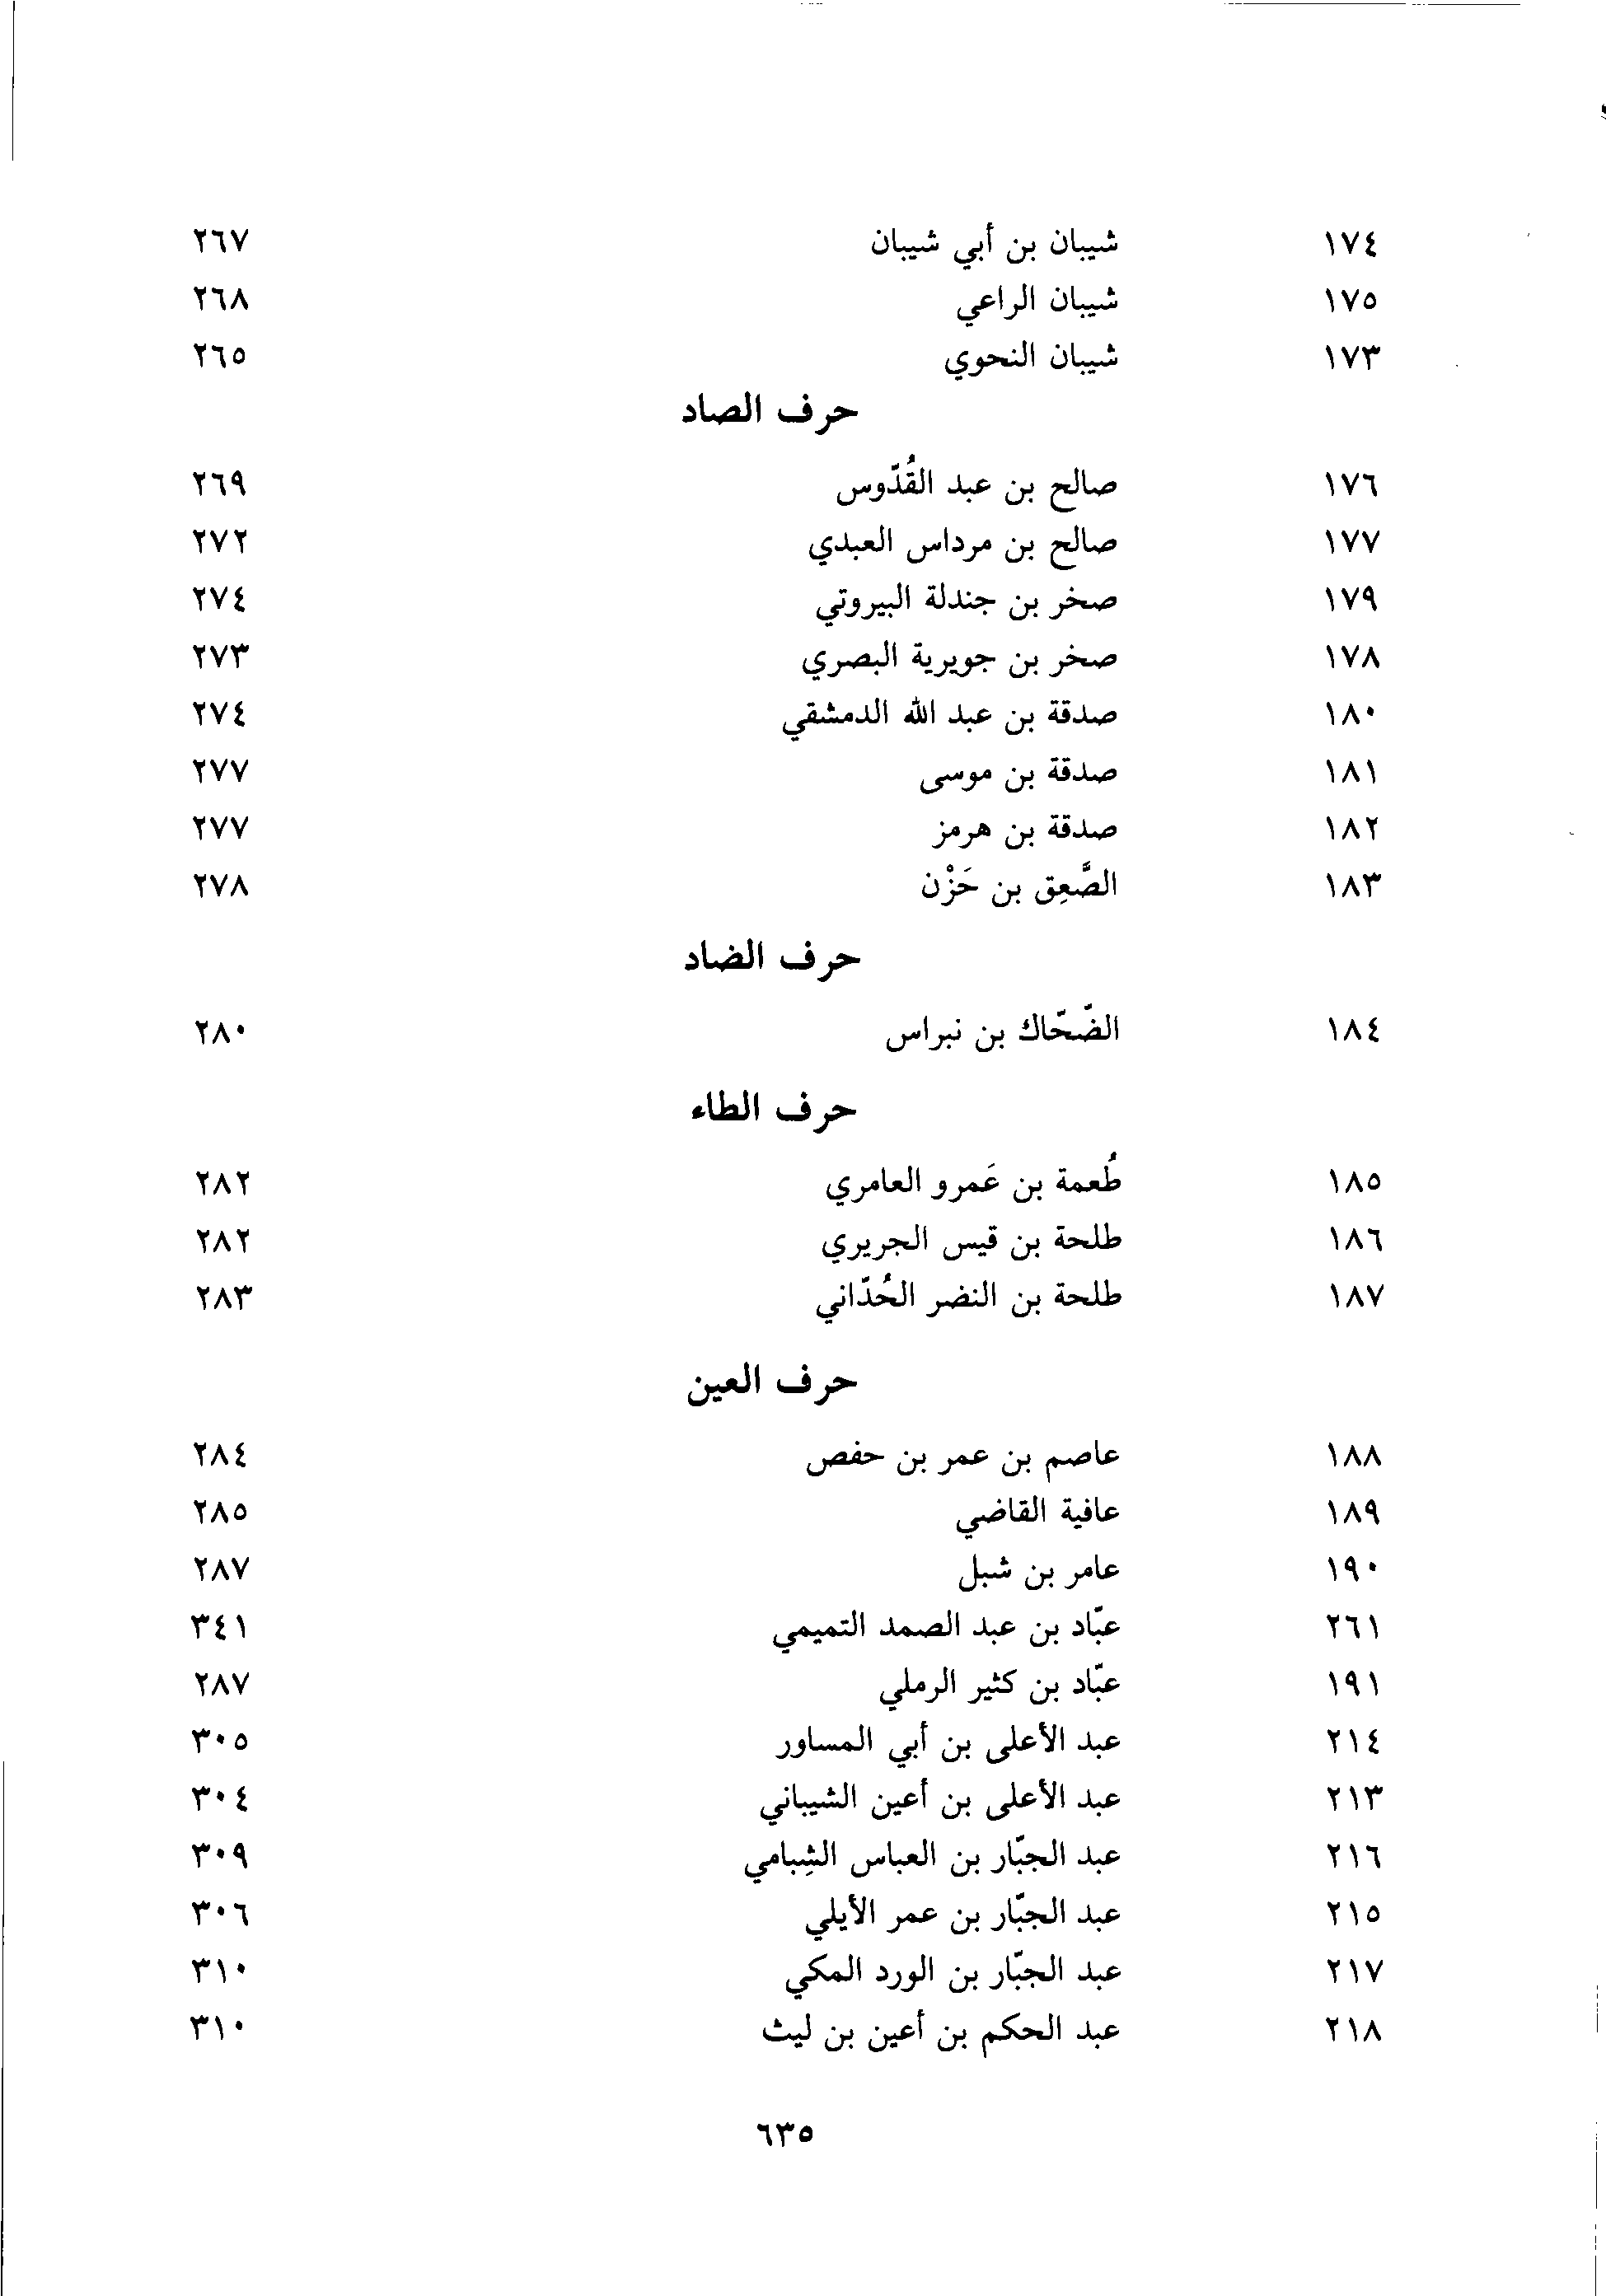 ١٧٤ شيبان بن أبي شيبان ٢٦٧
١٧٥ شيبان الراعي ٢٦٨
١٧٣ شيبان النحوي ٢٦٥
حرف الصاد
١٧٦ صالح بن عبد القُدّوس ٢٦٩
١٧٧ صالح بن مرداس العبدي ٢٧٢
١٧٩ صخر بن جندلة البيروتي ٢٧٤
١٧٨ صخر بن جويرية البصري ٢٧٣
١٨٠ صدقة بن عبد الله الدمشقي ٢٧٤
١٨١ صدقة بن موسى ٢٧٧
١٨٢ صدقة بن هرمز ٢٧٧
١٨٣ الصَّعِق بن حَزْن ٢٧٨
حرف الضاد
١٨٤ الضّحّاك بن نبراس ٢٨٠
حرف الطاء
١٨٥ طُعمة بن عَمرو العامري ٢٨٢
١٨٦ طلحة بن قيس الجريري ٢٨٢
١٨٧ طلحة بن النضر الحُدّاني ٢٨٣
حرف العين
١٨٨ عاصم بن عمر بن حفص ٢٨٤
١٨٩ عافية القاضي ٢٨٥
١٩٠ عامر بن شبل ٢٨٧
٢٦١ عبّاد بن عبد الصمد التميمي ٣٤١
١٩١ عبّاد بن كثير الرملي ٢٨٧
٢١٤ عبد الأعلى بن أبي المساور ٣٠٥
٢١٣ عبد الأعلى بن أعين الشيباني ٣٠٤
٢١٦ عبد الجبّار بن العباس الشِبامي ٣٠٩
٢١٥ عبد الجبّار بن عمر الأيلي ٣٠٦
٢١٧ عبد الجبّار بن الورد المكي ٣١٠
٢١٨ عبد الحكم بن أعين بن ليث ٣١٠
٦٣٥